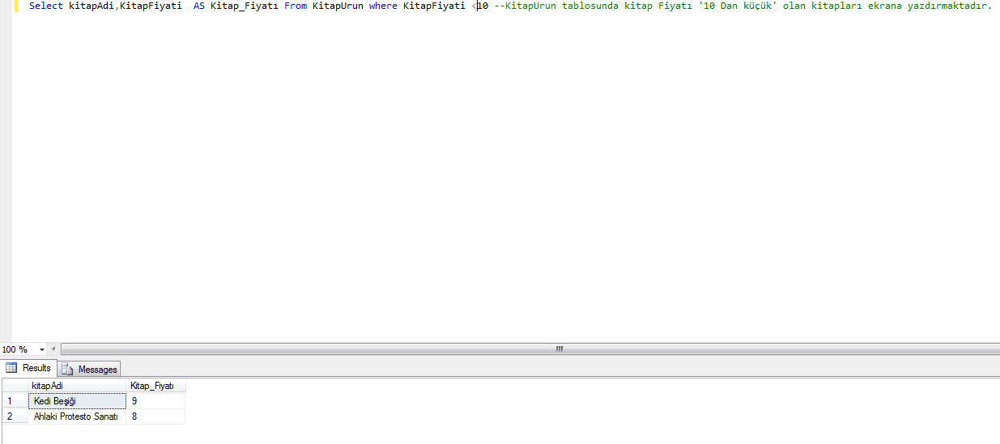 Select kitapAdi,KitapFiyati  AS Kitap_Fiyatı From KitapUrun where KitapFiyati <10 --KitapUrun tablosunda kitap Fiyatı '10 Dan küçük' olan kitapları ekrana yazdırmaktadır.
100 %
Results Messages
kitapAdi Kitap_Fiyatı
1 Kedi Beşiği 9
2 Ahlaki Protesto Sanatı 8